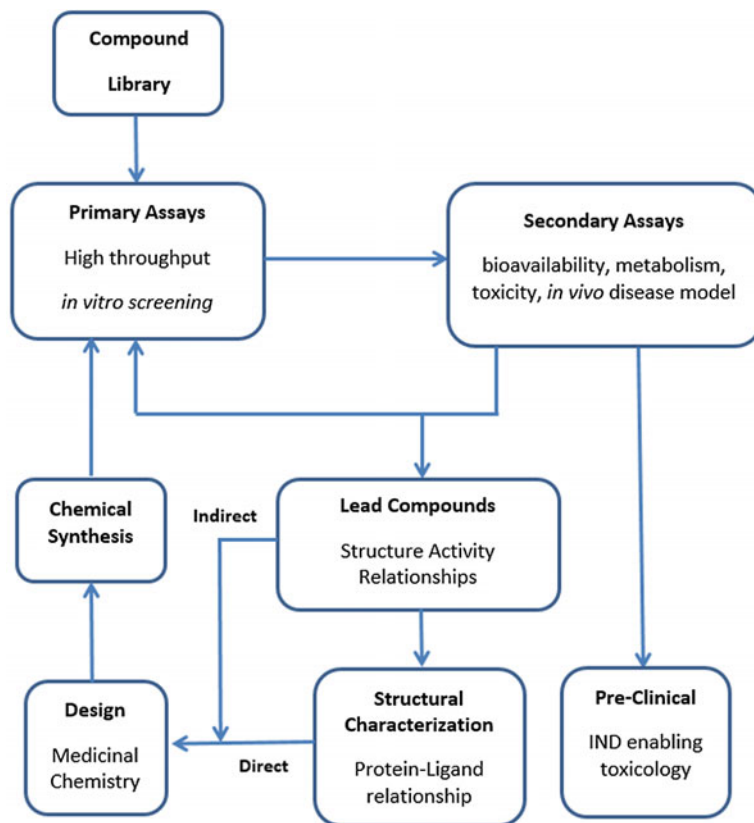 Compound
Library
Primary Assays
High throughput
in vitro screening
Secondary Assays
bioavailability, metabolism,
toxicity, in vivo disease model
Chemical
Synthesis
Indirect
Lead Compounds
Structure Activity
Relationships
Design
Medicinal
Chemistry
Direct
Structural
Characterization
Protein-Ligand
relationship
Pre-Clinical
IND enabling
toxicology